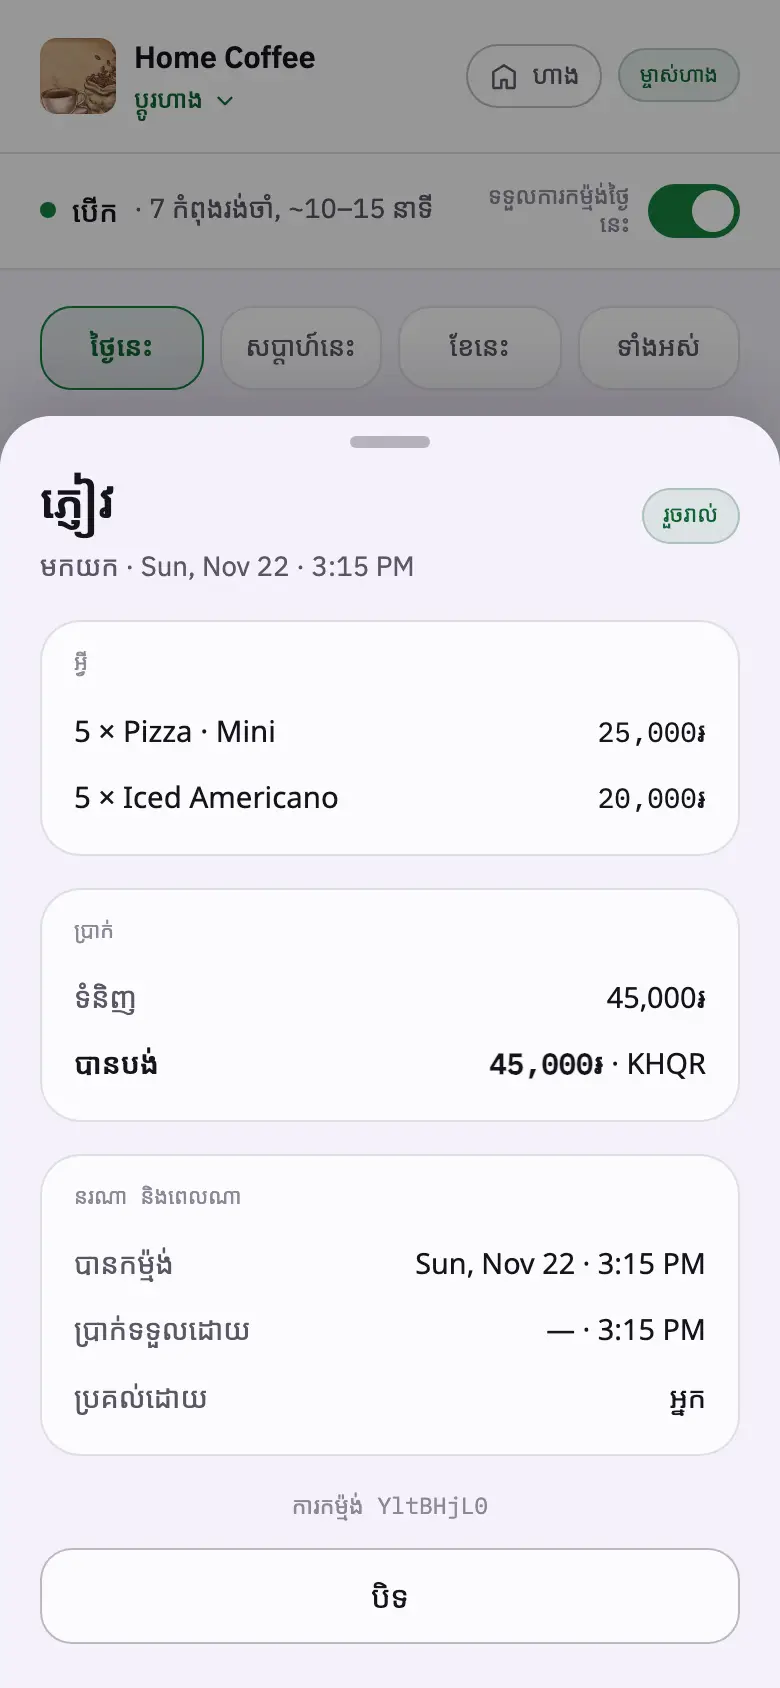 Home Coffee
ប្ដូរហាង
ហាង
ម្ចាស់ហាង
បើក · 7 កំពុងរង់ចាំ, ~10–15 នាទី
ទទួលការកម្ម៉ង់ថ្ងៃ
នេះ
ថ្ងៃនេះ
សប្ដាហ៍នេះ
ខែនេះ
ទាំងអស់
ភ្ញៀវ
រួចរាល់
មកយក · Sun, Nov 22 · 3:15 PM
អ្វី
5 × Pizza · Mini 25,000៛
5 × Iced Americano 20,000៛
ប្រាក់
ទំនិញ 45,000៛
បានបង់ 45,000៛ · KHQR
នរណា និងពេលណា
បានកម្ម៉ង់ Sun, Nov 22 · 3:15 PM
ប្រាក់ទទួលដោយ — · 3:15 PM
ប្រគល់ដោយ អ្នក
ការកម្ម៉ង់ YltBHjL0
បិទ